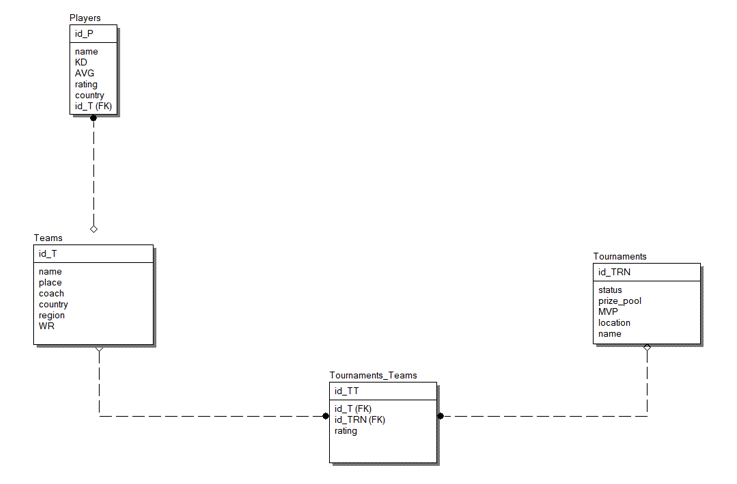 Players
id_P
name
KD
AVG
rating
country
id_T (FK)
Teams
id_T
name
place
coach
country
region
WR
Tournaments
id_TRN
status
prize_pool
MVP
location
name
Tournaments_Teams
id_TT
id_T (FK)
id_TRN (FK)
rating